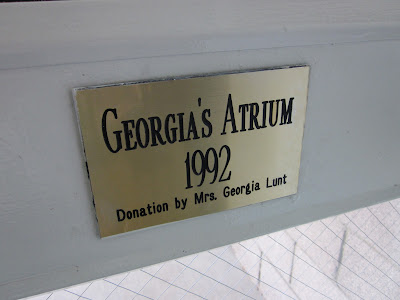 GEORGIA'S ATRIUM
1992
Donation by Mrs. Georgia Lunt